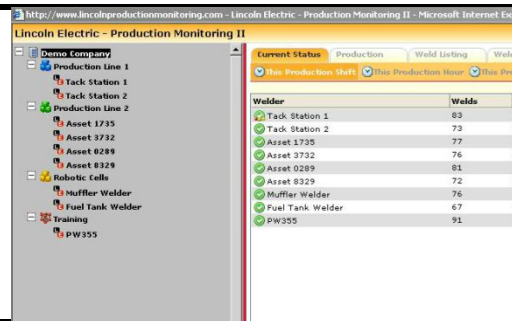 http://www.lincolnproductionmonitoring.com - Lincoln Electric - Production Monitoring II - Microsoft Internet Ex
Lincoln Electric - Production Monitoring II
Demo Company
Production Line 1
Tack Station 1
Tack Station 2
Production Line 2
Asset 1735
Asset 3732
Asset 0289
Asset 8329
Robotic Cells
Muffler Welder
Fuel Tank Welder
Training
PW355
Current Status Production Weld Listing Weld
This Production Shift This Production Hour This Pr
Welder Welds
Tack Station 1 83
Tack Station 2 73
Asset 1735 77
Asset 3732 76
Asset 0289 81
Asset 8329 72
Muffler Welder 76
Fuel Tank Welder 67
PW355 91